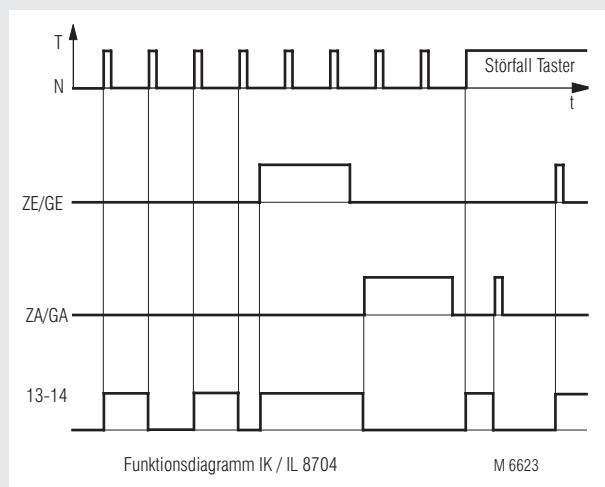 T
N
Störfall Taster
t
ZE/GE
ZA/GA
13-14
Funktionsdiagramm IK / IL 8704
M 6623